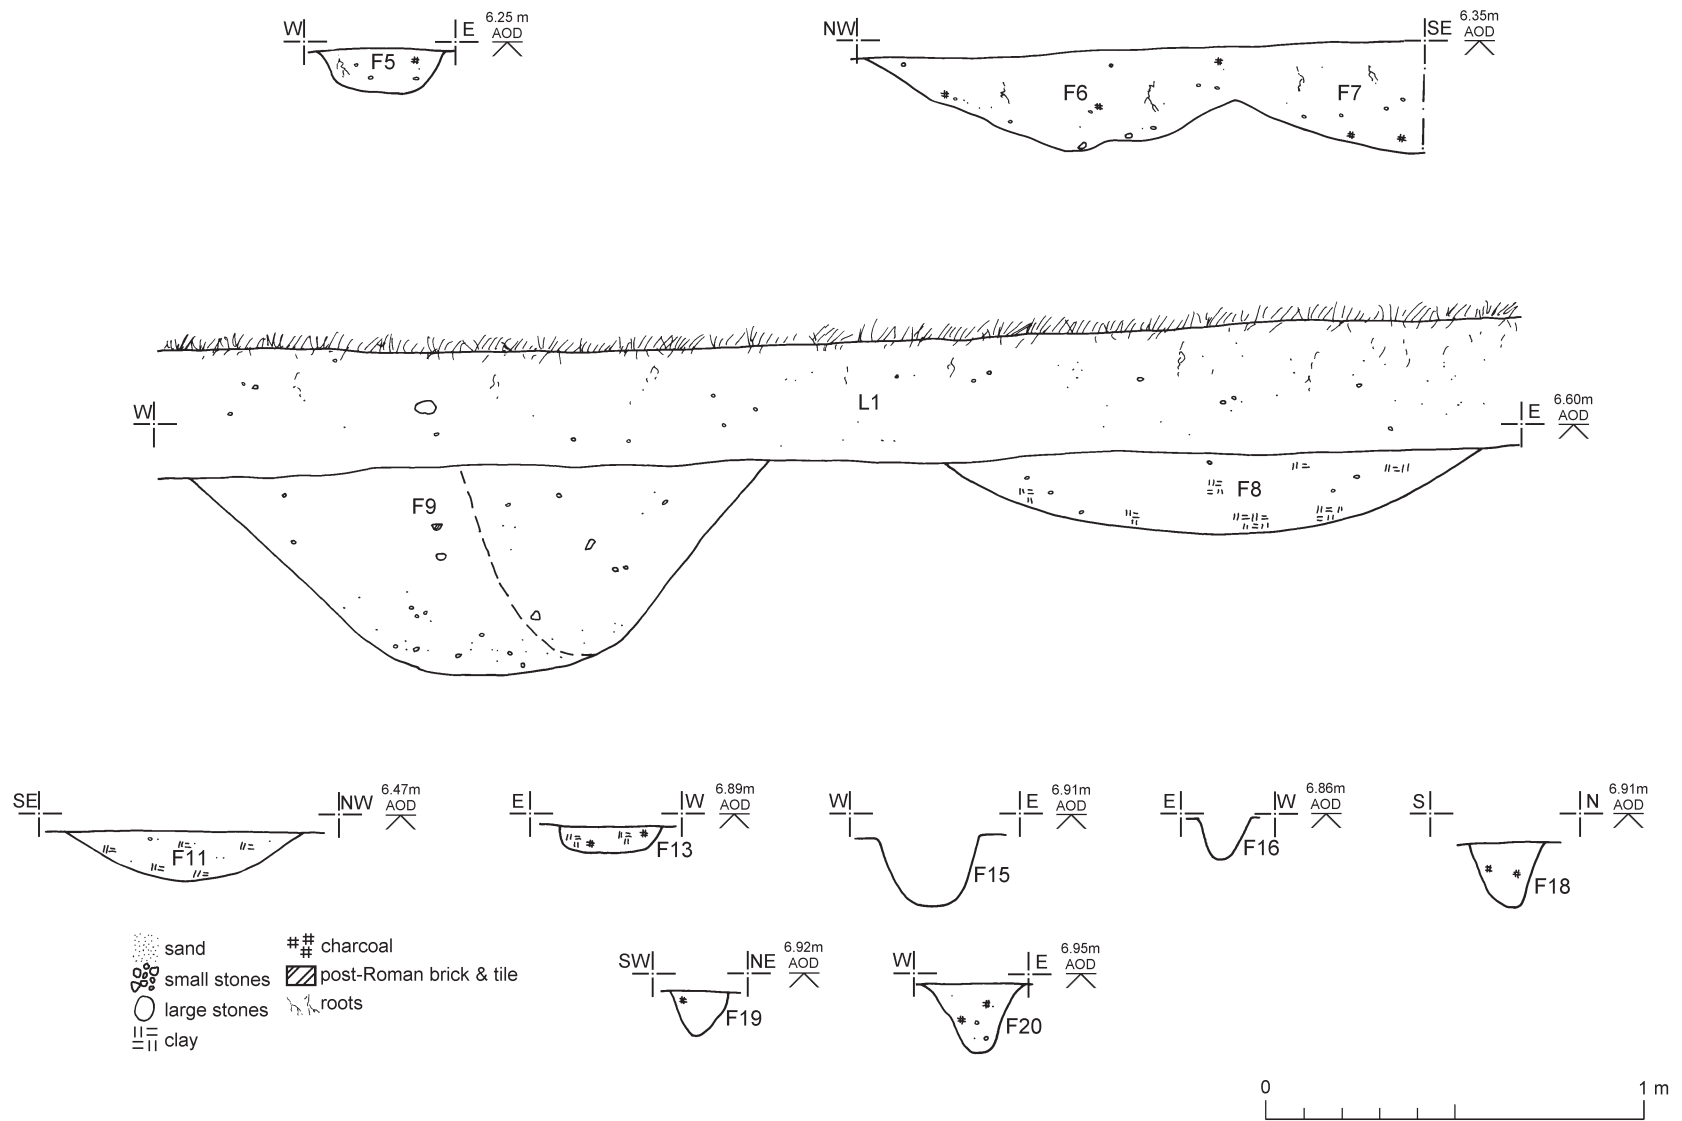 W E 6.25 m AOD
F5
NW SE 6.35m AOD
F6 F7
L1
W E 6.60m AOD
F9 F8
SE NW 6.47m AOD
F11
E W 6.89m AOD
F13
W E 6.91m AOD
F15
E W 6.86m AOD
F16
S N 6.91m AOD
F18
sand
small stones
large stones
clay
charcoal
post-Roman brick & tile
roots
SW NE 6.92m AOD
F19
W E 6.95m AOD
F20
0 1 m